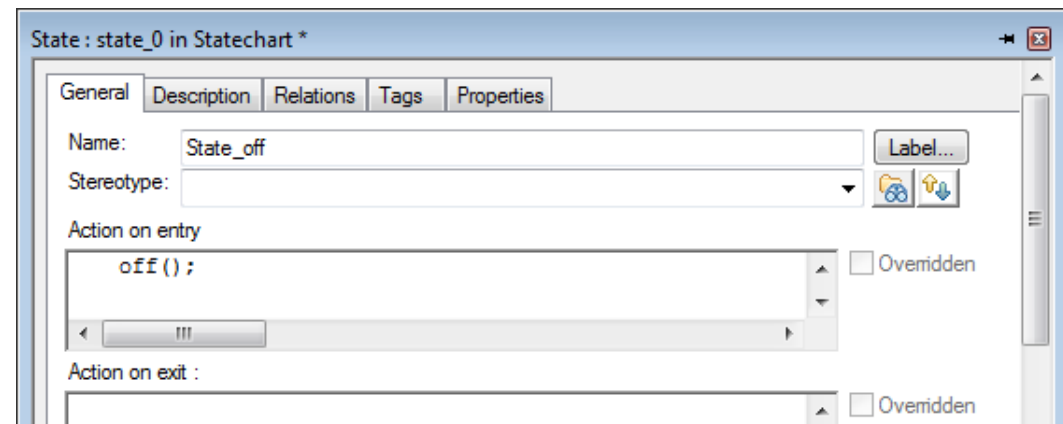 State : state_0 in Statechart *
General Description Relations Tags Properties
Name: State_off Label...
Stereotype:
Action on entry
off(); Overridden
Action on exit :
Overridden